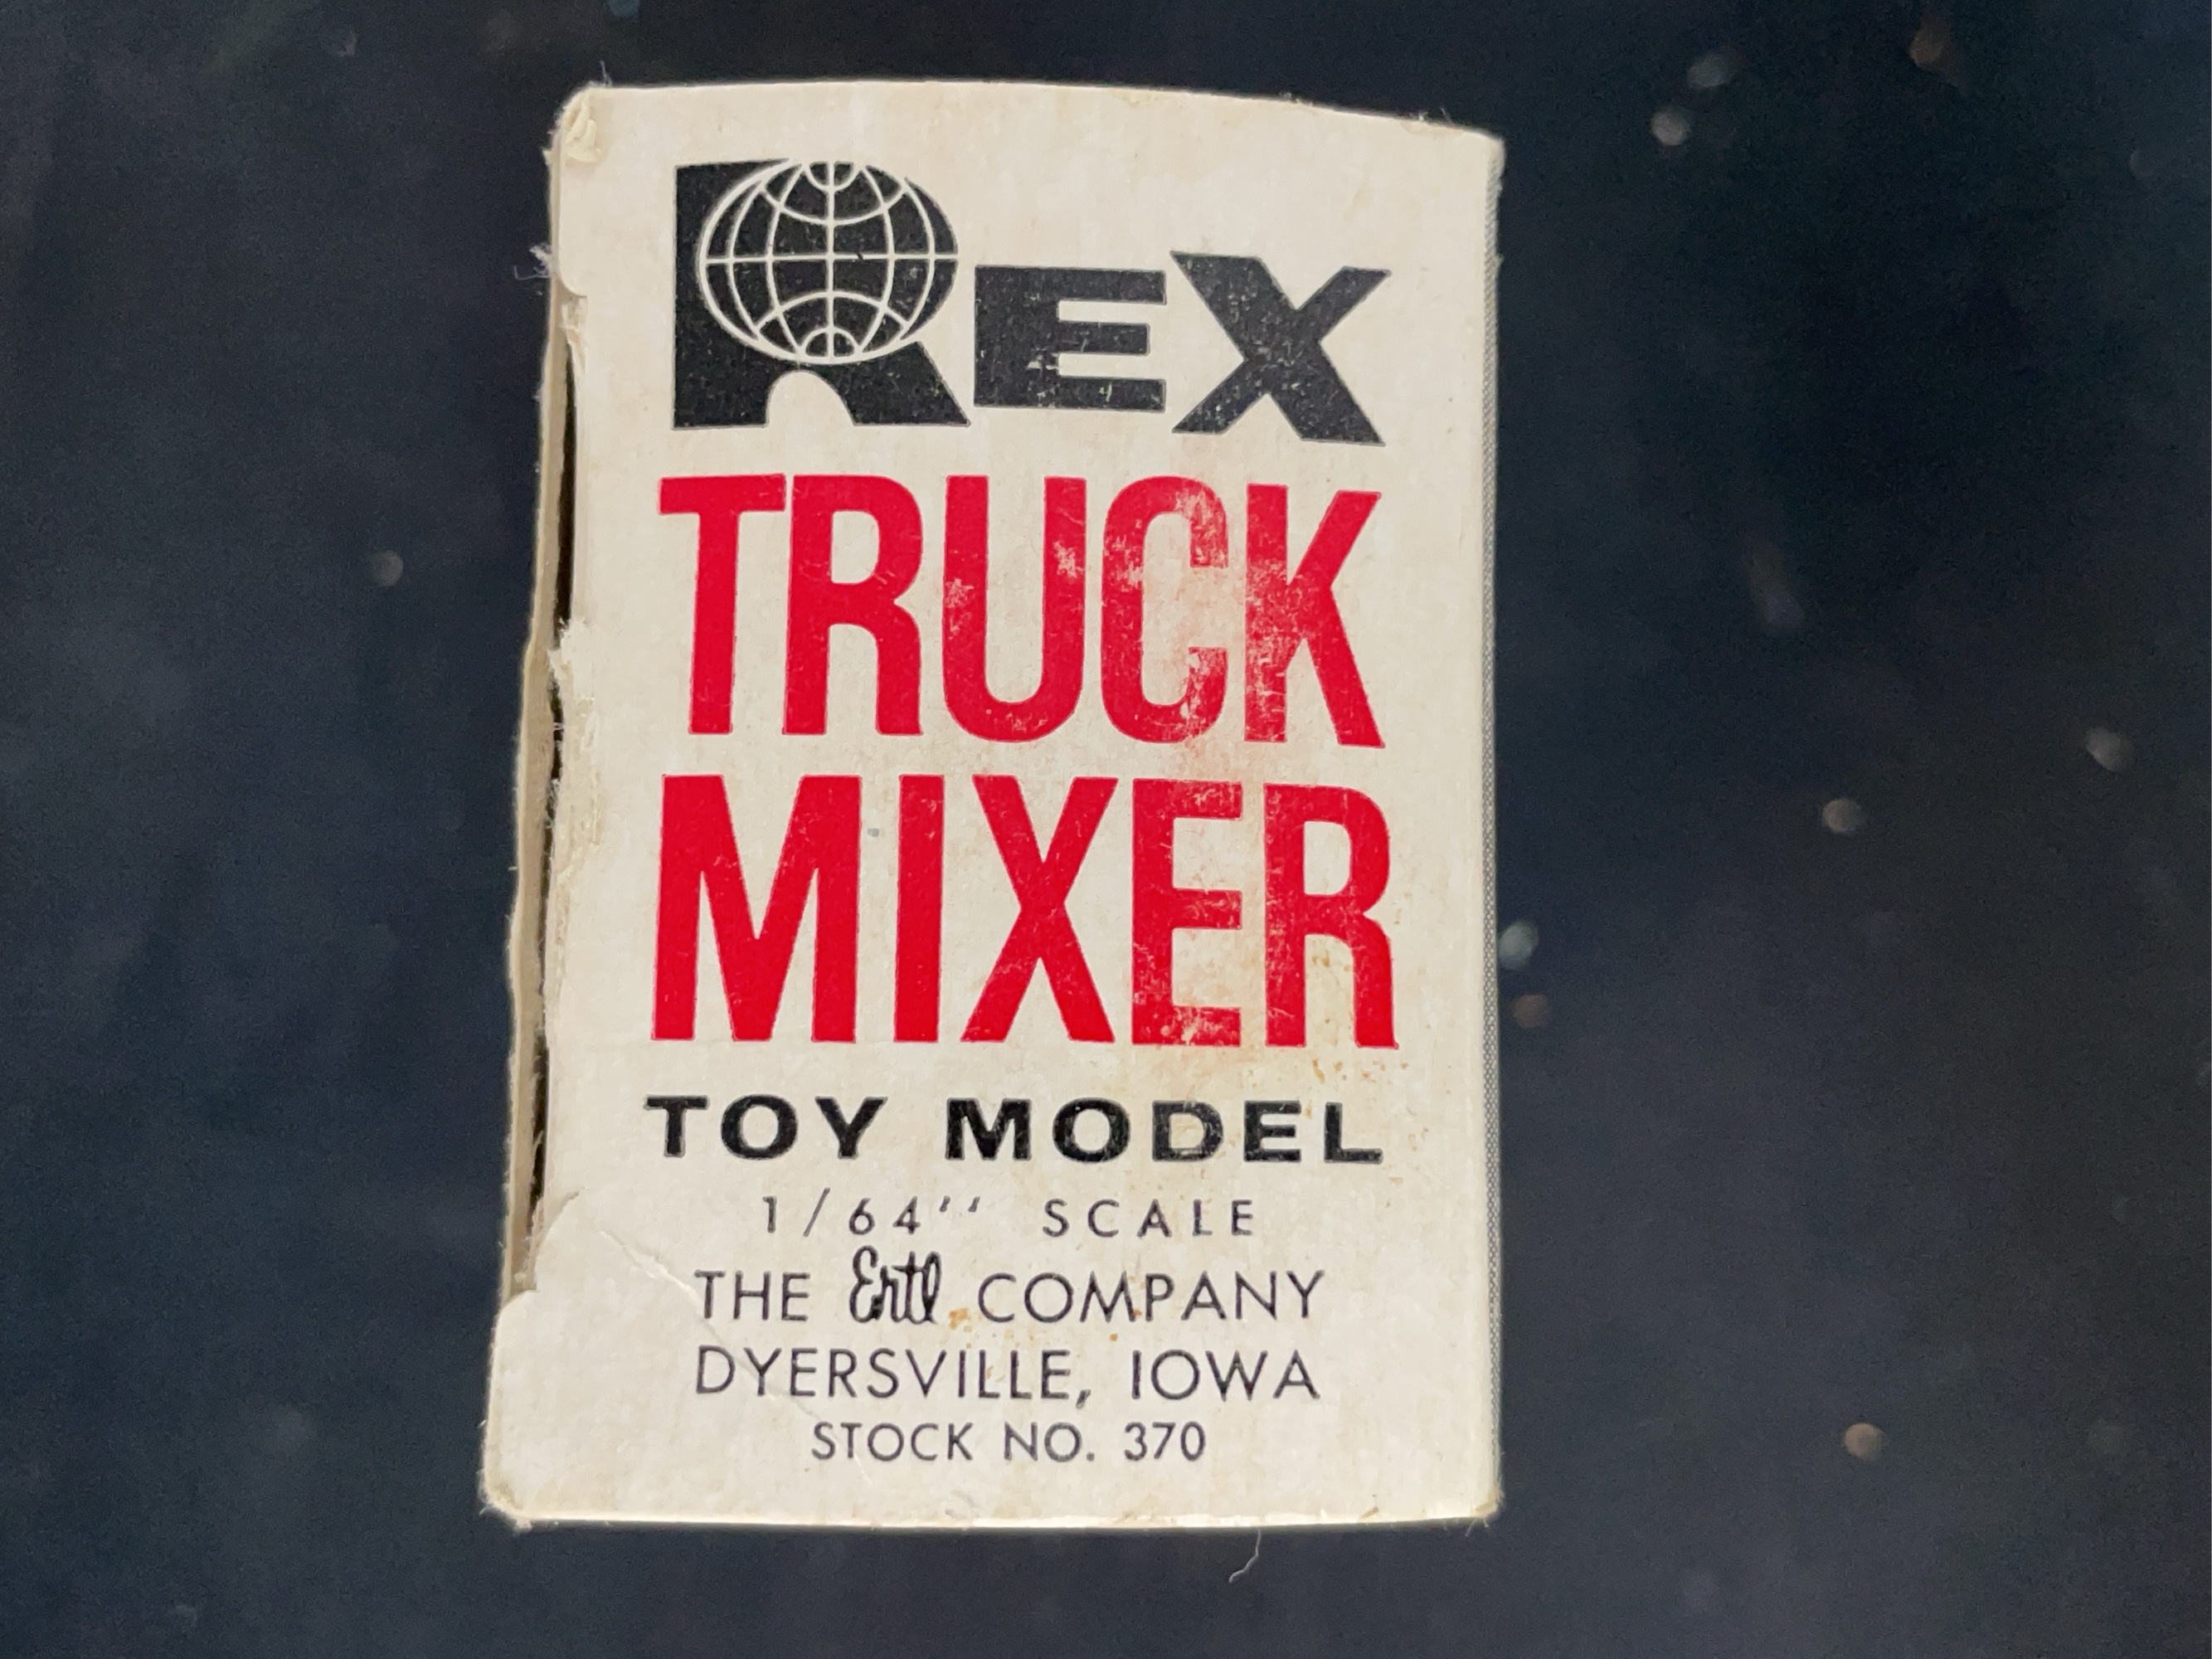 REX
TRUCK
MIXER
TOY MODEL
1/64'' SCALE
THE Ertl COMPANY
DYERSVILLE, IOWA
STOCK NO. 370